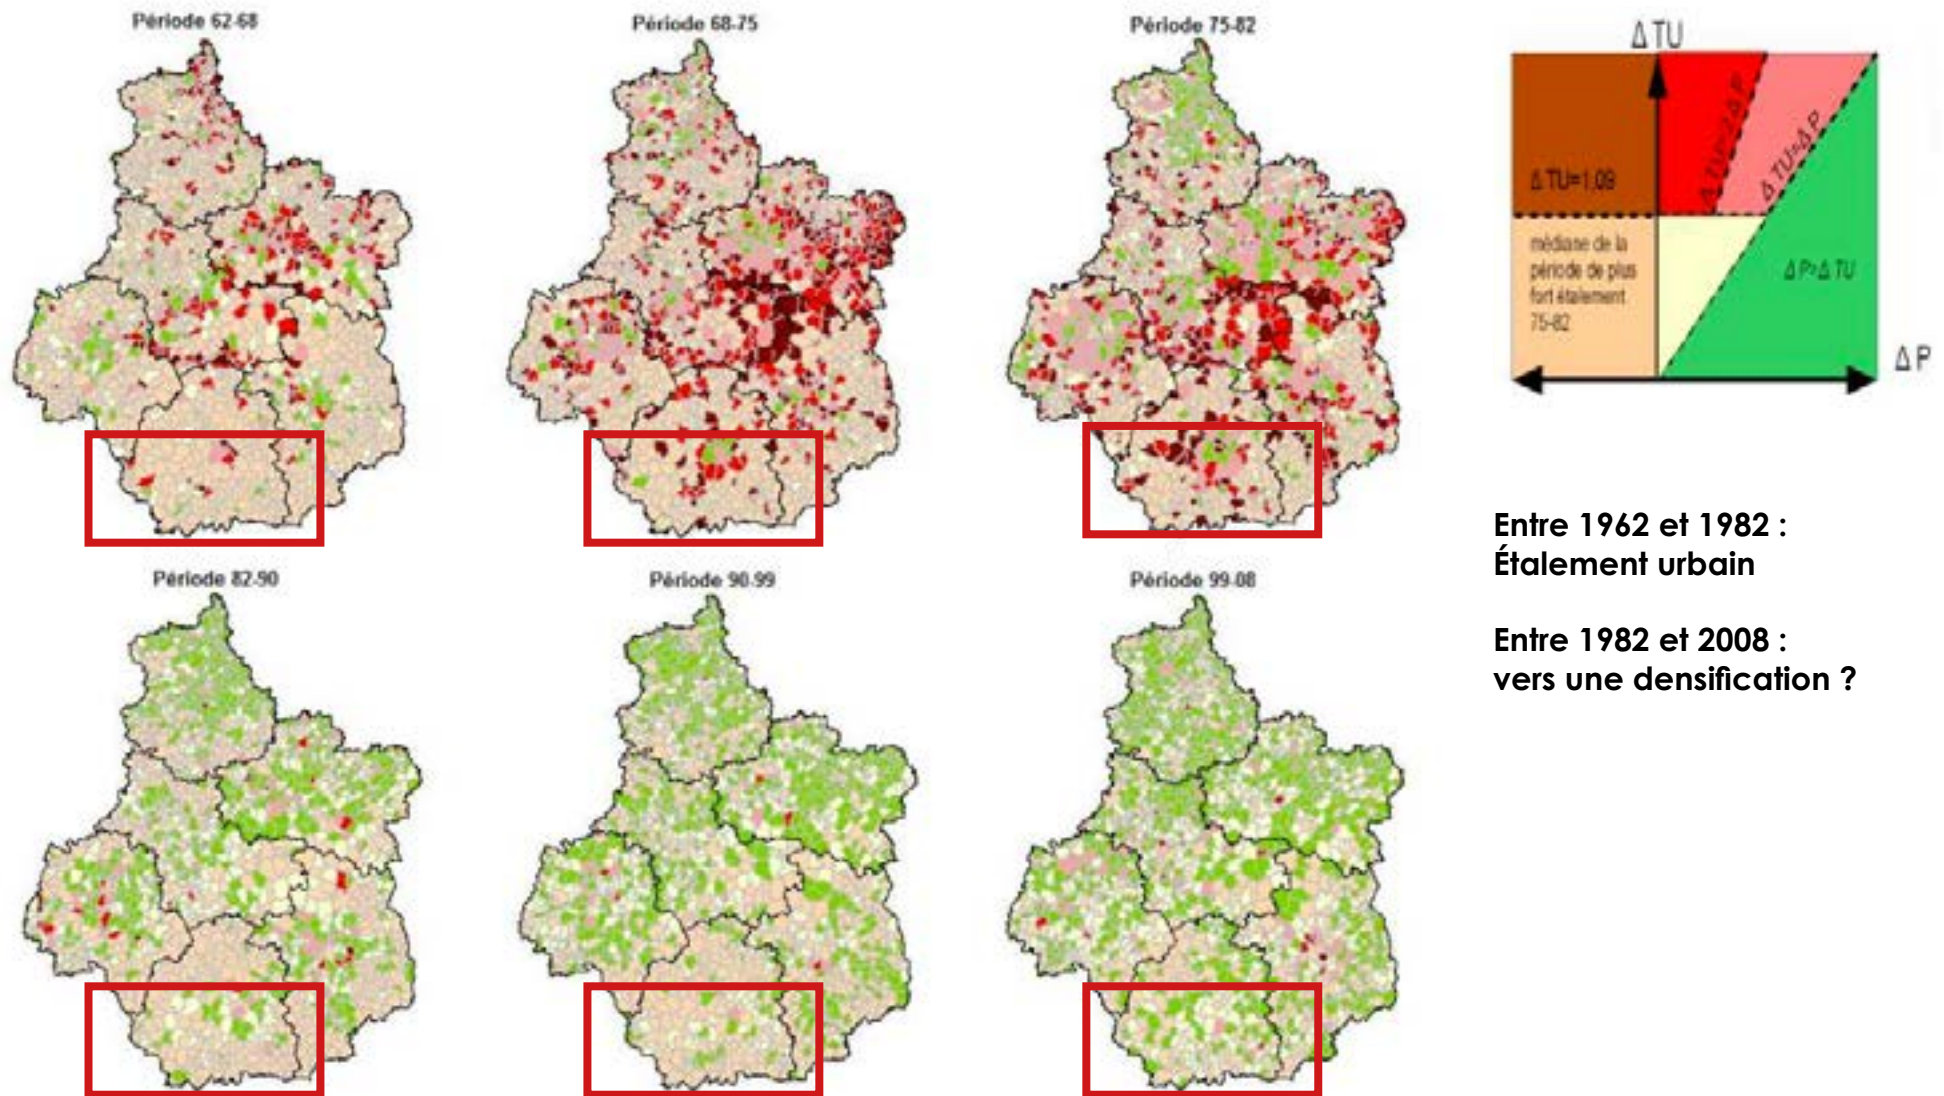 Période 62-68
Période 68-75
Période 75-82
Δ TU
Δ TU=2 Δ P
Δ TU=Δ P
Δ TU=1,09
médiane de la
période de plus
fort étalement
75-82
Δ P>Δ TU
Δ P
Entre 1962 et 1982 :
Étalement urbain
Entre 1982 et 2008 :
vers une densification ?
Période 82-90
Période 90-99
Période 99-08